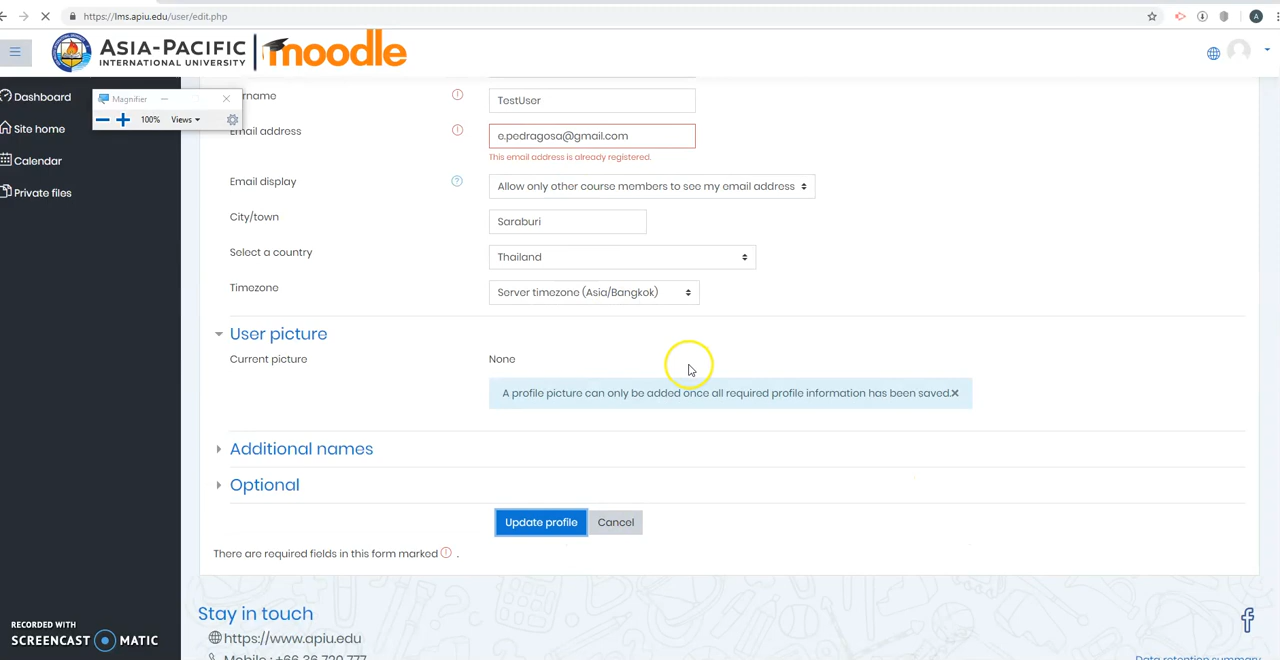 https://lms.apiu.edu/user/edit.php
A
ASIA-PACIFIC
INTERNATIONAL UNIVERSITY
moodle
Dashboard
Site home
Calendar
Private files
Magnifier
100% Views
TestUser
Email address
e.pedragosa@gmail.com
This email address is already registered.
Email display
Allow only other course members to see my email address
City/town
Saraburi
Select a country
Thailand
Timezone
Server timezone (Asia/Bangkok)
User picture
Current picture
None
A profile picture can only be added once all required profile information has been saved.
Additional names
Optional
Update profile Cancel
There are required fields in this form marked .
Stay in touch
https://www.apiu.edu
RECORDED WITH
SCREENCAST MATIC